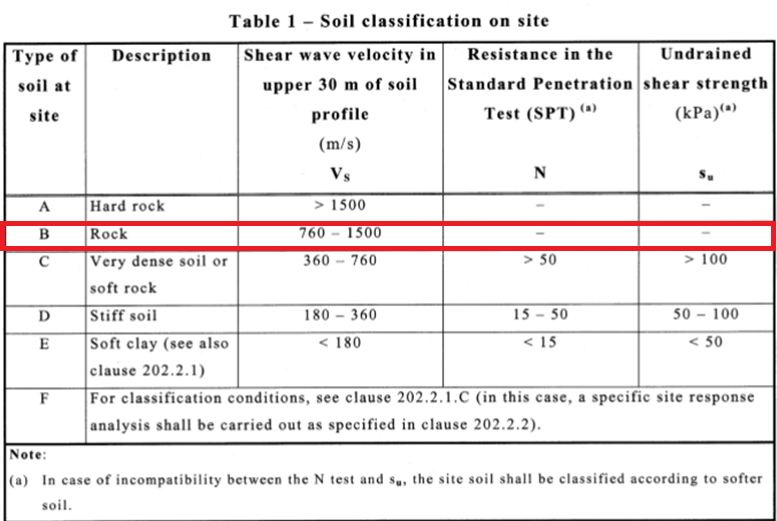 Table 1 – Soil classification on site
Type of soil at site | Description | Shear wave velocity in upper 30 m of soil profile (m/s) Vs | Resistance in the Standard Penetration Test (SPT) (a) N | Undrained shear strength (kPa)(a) su
A | Hard rock | > 1500 | – | –
B | Rock | 760 – 1500 | – | –
C | Very dense soil or soft rock | 360 – 760 | > 50 | > 100
D | Stiff soil | 180 – 360 | 15 – 50 | 50 – 100
E | Soft clay (see also clause 202.2.1) | < 180 | < 15 | < 50
F | For classification conditions, see clause 202.2.1.C (in this case, a specific site response
analysis shall be carried out as specified in clause 202.2.2).
Note:
(a) In case of incompatibility between the N test and su, the site soil shall be classified according to softer
soil.